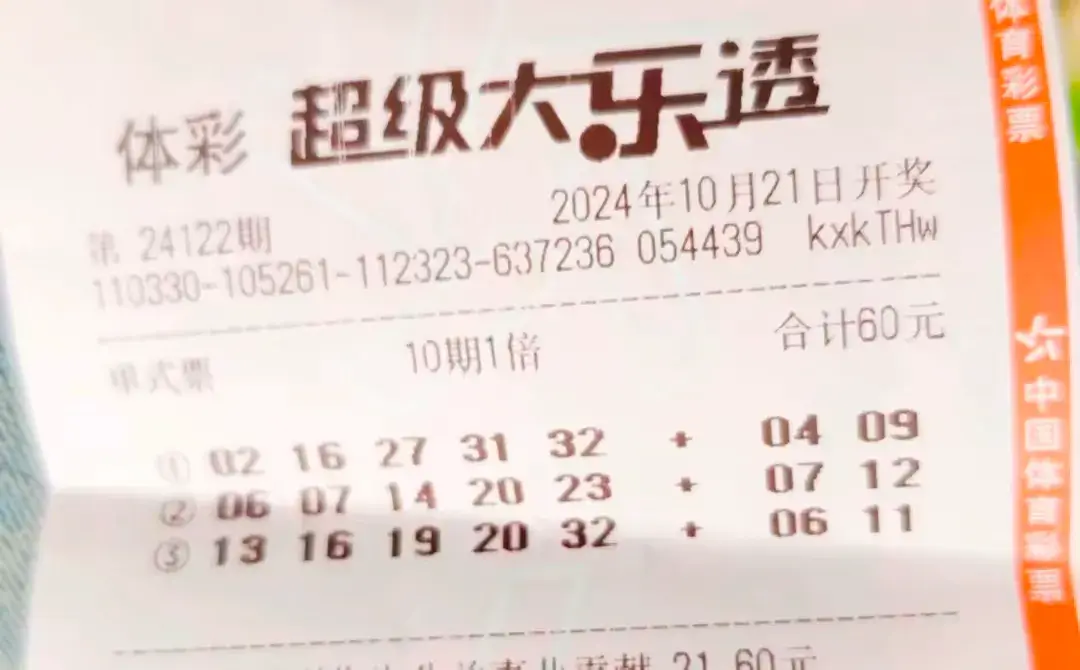 体彩 超级大乐透
第 24122期 2024年10月21日开奖
110330-105261-112323-637236 054439 kxkTHw
单式票 10期1倍 合计60元
① 02 16 27 31 32 + 04 09
② 06 07 14 20 23 + 07 12
③ 13 16 19 20 32 + 06 11
21.60元
体育彩票
中国体育彩票